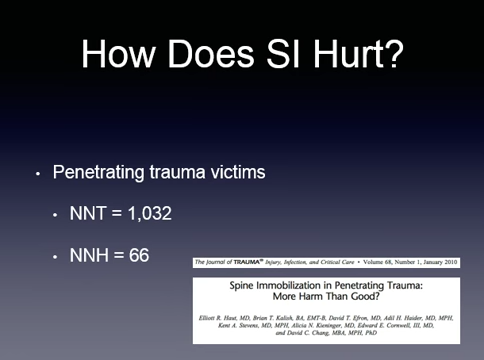 How Does SI Hurt?
• Penetrating trauma victims
• NNT = 1,032
• NNH = 66
The Journal of TRAUMA® Injury, Infection, and Critical Care • Volume 68, Number 1, January 2010
Spine Immobilization in Penetrating Trauma:
More Harm Than Good?
Elliott R. Haut, MD, Brian T. Kalish, BA, EMT-B, David T. Efron, MD, Adil H. Haider, MD, MPH,
Kent A. Stevens, MD, MPH, Alicia N. Kieninger, MD, Edward E. Cornwell, III, MD,
and David C. Chang, MBA, MPH, PhD